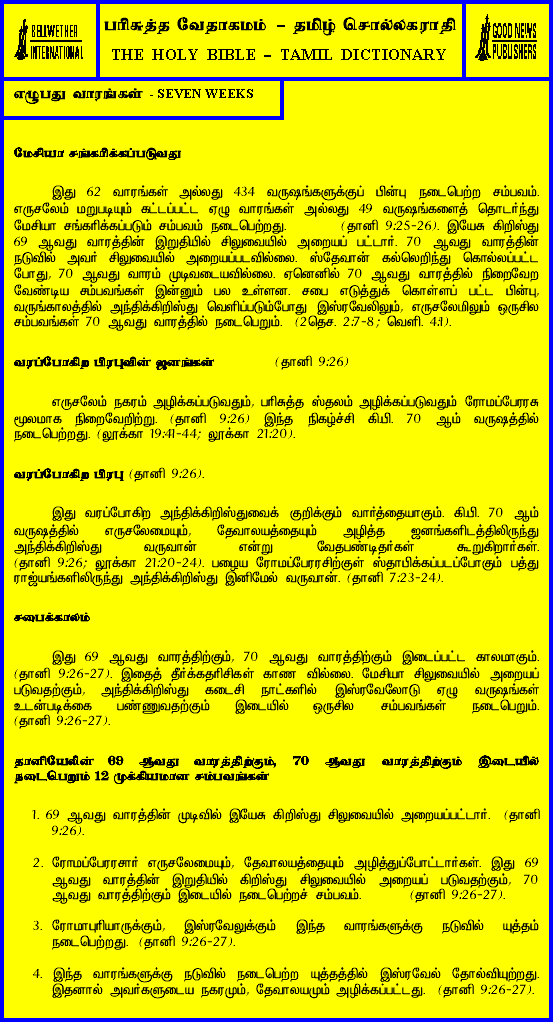 BELLWETHER
INTERNATIONAL
பரிசுத்த வேதாகமம் – தமிழ் சொல்லகராதி
THE HOLY BIBLE – TAMIL DICTIONARY
GOOD NEWS
PUBLISHERS
எழுபது வாரங்கள் - SEVEN WEEKS
மேசியா சங்கரிக்கப்படுவது
இது 62 வாரங்கள் அல்லது 434 வருஷங்களுக்குப் பின்பு நடைபெற்ற சம்பவம்.
எருசலேம் மறுபடியும் கட்டப்பட்ட ஏழு வாரங்கள் அல்லது 49 வருஷங்களைத் தொடர்ந்து
மேசியா சங்கரிக்கப்படும் சம்பவம் நடைபெற்றது. (தானி 9:25-26). இயேசு கிறிஸ்து
69 ஆவது வாரத்தின் இறுதியில் சிலுவையில் அறையப் பட்டார். 70 ஆவது வாரத்தின்
நடுவில் அவர் சிலுவையில் அறையப்படவில்லை. ஸ்தேவான் கல்லெறிந்து கொல்லப்பட்ட
போது, 70 ஆவது வாரம் முடிவடையவில்லை. ஏனெனில் 70 ஆவது வாரத்தில் நிறைவேற
வேண்டிய சம்பவங்கள் இன்னும் பல உள்ளன. சபை எடுத்துக் கொள்ளப் பட்ட பின்பு,
வருங்காலத்தில் அந்திக்கிறிஸ்து வெளிப்படும்போது இஸ்ரவேலிலும், எருசலேமிலும் ஒருசில
சம்பவங்கள் 70 ஆவது வாரத்தில் நடைபெறும். (2தெச. 2:7-8; வெளி. 4:1).
வரப்போகிற பிரபுவின் ஜனங்கள் (தானி 9:26)
எருசலேம் நகரம் அழிக்கப்படுவதும், பரிசுத்த ஸ்தலம் அழிக்கப்படுவதும் ரோமப்பேரரசு
மூலமாக நிறைவேறிற்று. (தானி 9:26) இந்த நிகழ்ச்சி கி.பி. 70 ஆம் வருஷத்தில்
நடைபெற்றது. (லூக்கா 19:41-44; லூக்கா 21:20).
வரப்போகிற பிரபு (தானி 9:26).
இது வரப்போகிற அந்திக்கிறிஸ்துவைக் குறிக்கும் வார்த்தையாகும். கி.பி. 70 ஆம்
வருஷத்தில் எருசலேமையும், தேவாலயத்தையும் அழித்த ஜனங்களிடத்திலிருந்து
அந்திக்கிறிஸ்து வருவான் என்று வேதபண்டிதர்கள் கூறுகிறார்கள்.
(தானி 9:26; லூக்கா 21:20-24). பழைய ரோமப்பேரரசிற்குள் ஸ்தாபிக்கப்படப்போகும் பத்து
ராஜ்யங்களிலிருந்து அந்திக்கிறிஸ்து இனிமேல் வருவான். (தானி 7:23-24).
சபைக்காலம்
இது 69 ஆவது வாரத்திற்கும், 70 ஆவது வாரத்திற்கும் இடைப்பட்ட காலமாகும்.
(தானி 9:26-27). இதைத் தீர்க்கதரிசிகள் காண வில்லை. மேசியா சிலுவையில் அறையப்
படுவதற்கும், அந்திக்கிறிஸ்து கடைசி நாட்களில் இஸ்ரவேலோடு ஏழு வருஷங்கள்
உடன்படிக்கை பண்ணுவதற்கும் இடையில் ஒருசில சம்பவங்கள் நடைபெறும்.
(தானி 9:26-27).
தானியேலின் 69 ஆவது வாரத்திற்கும், 70 ஆவது வாரத்திற்கும் இடையில்
நடைபெறும் 12 முக்கியமான சம்பவங்கள்
1. 69 ஆவது வாரத்தின் முடிவில் இயேசு கிறிஸ்து சிலுவையில் அறையப்பட்டார். (தானி
9:26).
2. ரோமப்பேரரசார் எருசலேமையும், தேவாலயத்தையும் அழித்துப்போட்டார்கள். இது 69
ஆவது வாரத்தின் இறுதியில் கிறிஸ்து சிலுவையில் அறையப் படுவதற்கும், 70
ஆவது வாரத்திற்கும் இடையில் நடைபெற்றச் சம்பவம். (தானி 9:26-27).
3. ரோமாபுரியாருக்கும், இஸ்ரவேலுக்கும் இந்த வாரங்களுக்கு நடுவில் யுத்தம்
நடைபெற்றது. (தானி 9:26-27).
4. இந்த வாரங்களுக்கு நடுவில் நடைபெற்ற யுத்தத்தில் இஸ்ரவேல் தோல்வியுற்றது.
இதனால் அவர்களுடைய நகரமும், தேவாலயமும் அழிக்கப்பட்டது. (தானி 9:26-27).